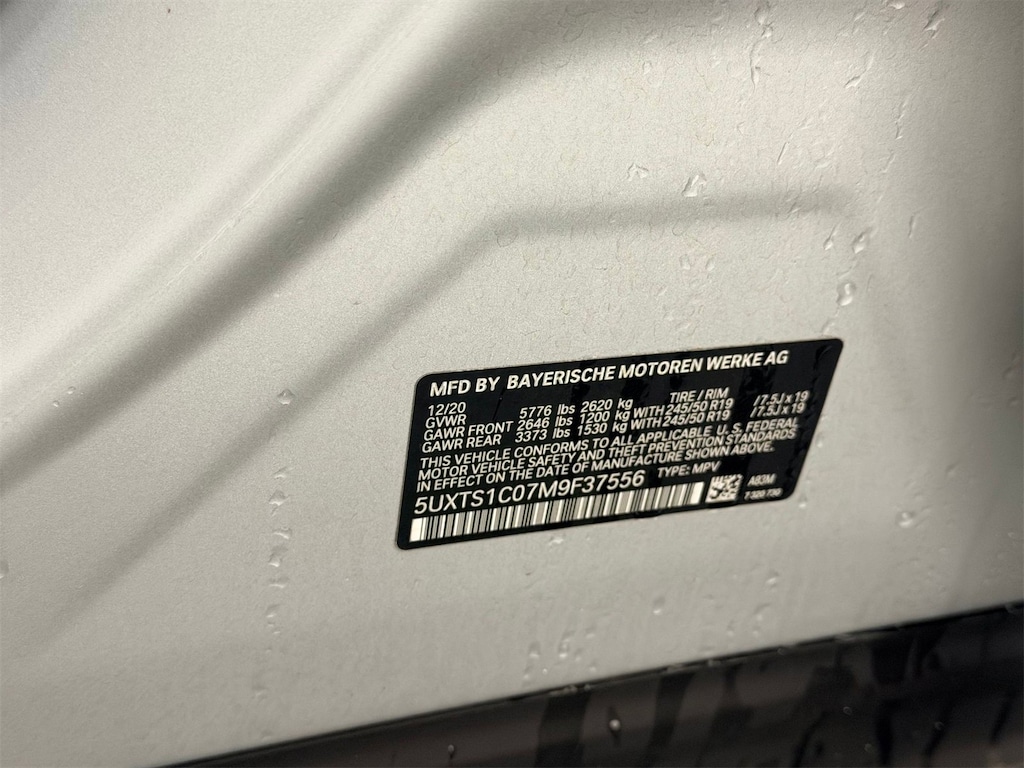 MFD BY BAYERISCHE MOTOREN WERKE AG
12/20 TIRE / RIM
GVWR 5776 lbs 2620 kg
GAWR FRONT 2646 lbs 1200 kg WITH 245/50 R19 /7.5J x 19
GAWR REAR 3373 lbs 1530 kg WITH 245/50 R19 /7.5J x 19
THIS VEHICLE CONFORMS TO ALL APPLICABLE U. S. FEDERAL
MOTOR VEHICLE SAFETY AND THEFT PREVENTION STANDARDS
IN EFFECT ON THE DATE OF MANUFACTURE SHOWN ABOVE.
5UXTS1C07M9F37556 TYPE: MPV
A83M